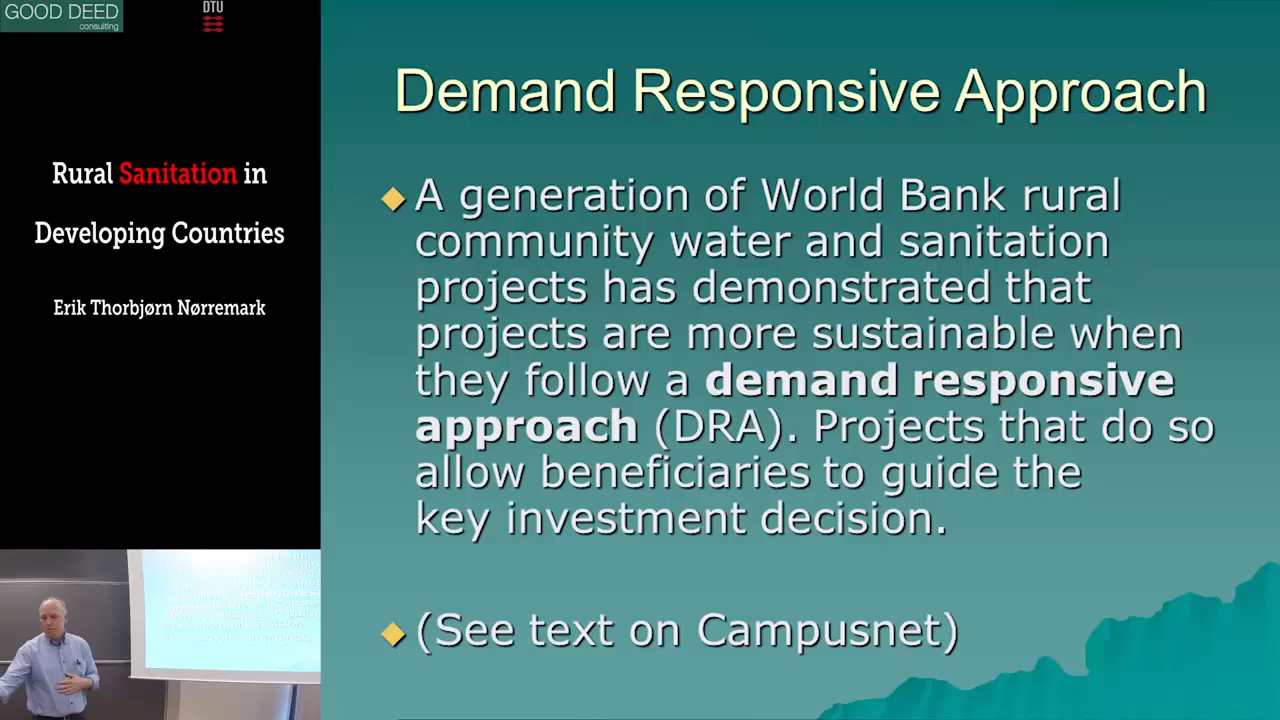 GOOD DEED
consulting
DTU
Rural Sanitation in
Developing Countries
Erik Thorbjørn Nørremark
Demand Responsive Approach
A generation of World Bank rural
community water and sanitation
projects has demonstrated that
projects are more sustainable when
they follow a demand responsive
approach (DRA). Projects that do so
allow beneficiaries to guide the
key investment decision.
(See text on Campusnet)